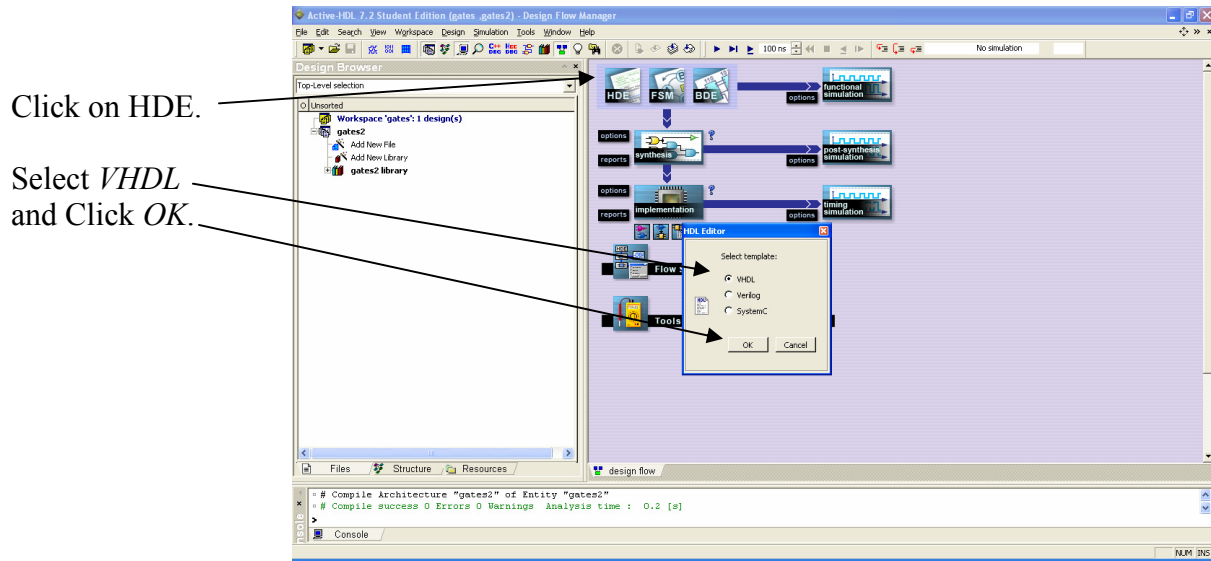 Click on HDE.
Select VHDL
and Click OK.
Active-HDL 7.2 Student Edition (gates ,gates2) - Design Flow Manager
File Edit Search View Workspace Design Simulation Tools Window Help
100 ns
No simulation
Design Browser
Top-Level selection
Unsorted
Workspace 'gates': 1 design(s)
gates2
Add New File
Add New Library
gates2 library
Files
Structure
Resources
HDE
FSM
BDE
options
functional
simulation
options
reports
synthesis
options
post-synthesis
simulation
options
reports
implementation
options
timing
simulation
Flow
Tools
HDL Editor
Select template:
VHDL
Verilog
SystemC
OK
Cancel
design flow
# Compile Architecture "gates2" of Entity "gates2"
# Compile success 0 Errors 0 Warnings Analysis time : 0.2 [s]
>
Console
NUM INS